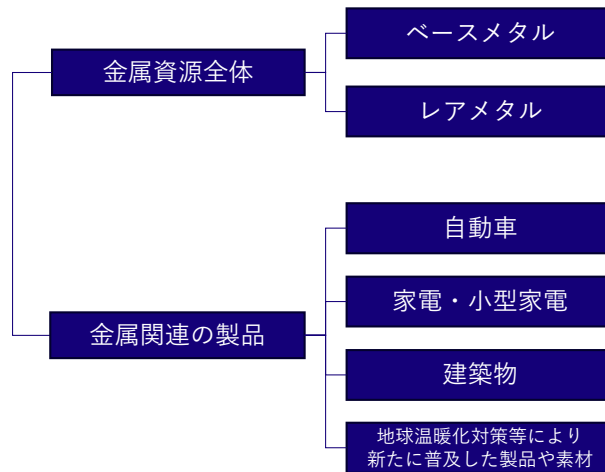 金属資源全体
ベースメタル
レアメタル
金属関連の製品
自動車
家電・小型家電
建築物
地球温暖化対策等により
新たに普及した製品や素材